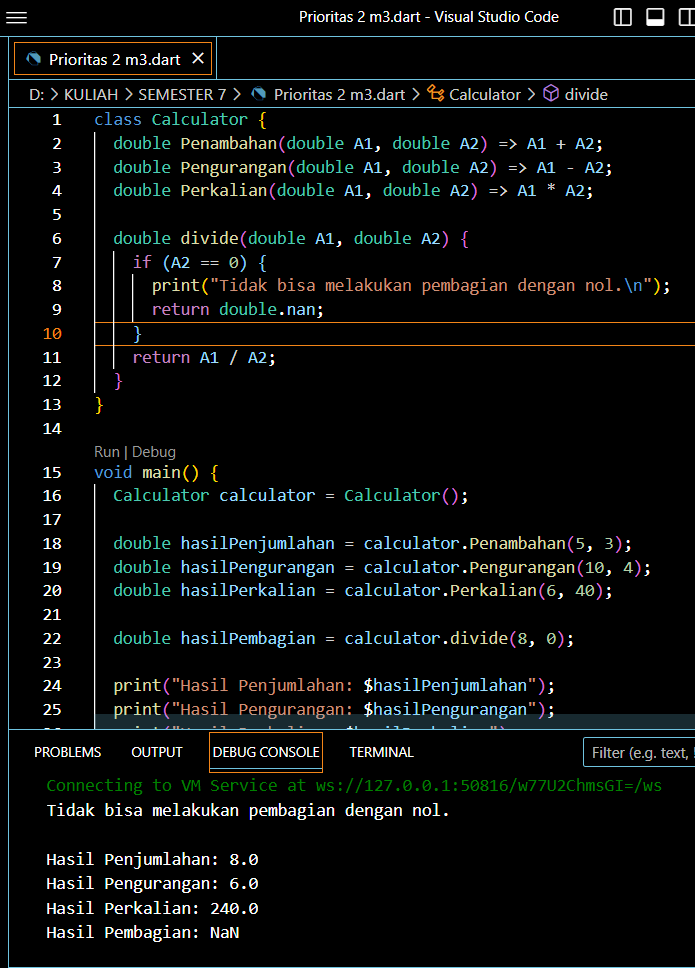 Prioritas 2 m3.dart - Visual Studio Code
Prioritas 2 m3.dart ×
D: > KULIAH > SEMESTER 7 > Prioritas 2 m3.dart > Calculator > divide
1 class Calculator {
2 double Penambahan(double A1, double A2) => A1 + A2;
3 double Pengurangan(double A1, double A2) => A1 - A2;
4 double Perkalian(double A1, double A2) => A1 * A2;
5
6 double divide(double A1, double A2) {
7 if (A2 == 0) {
8 print("Tidak bisa melakukan pembagian dengan nol.\n");
9 return double.nan;
10 }
11 return A1 / A2;
12 }
13 }
14
Run | Debug
15 void main() {
16 Calculator calculator = Calculator();
17
18 double hasilPenjumlahan = calculator.Penambahan(5, 3);
19 double hasilPengurangan = calculator.Pengurangan(10, 4);
20 double hasilPerkalian = calculator.Perkalian(6, 40);
21
22 double hasilPembagian = calculator.divide(8, 0);
23
24 print("Hasil Penjumlahan: $hasilPenjumlahan");
25 print("Hasil Pengurangan: $hasilPengurangan");
PROBLEMS OUTPUT DEBUG CONSOLE TERMINAL Filter (e.g. text,
Connecting to VM Service at ws://127.0.0.1:50816/w77U2ChmsGI=/ws
Tidak bisa melakukan pembagian dengan nol.
Hasil Penjumlahan: 8.0
Hasil Pengurangan: 6.0
Hasil Perkalian: 240.0
Hasil Pembagian: NaN